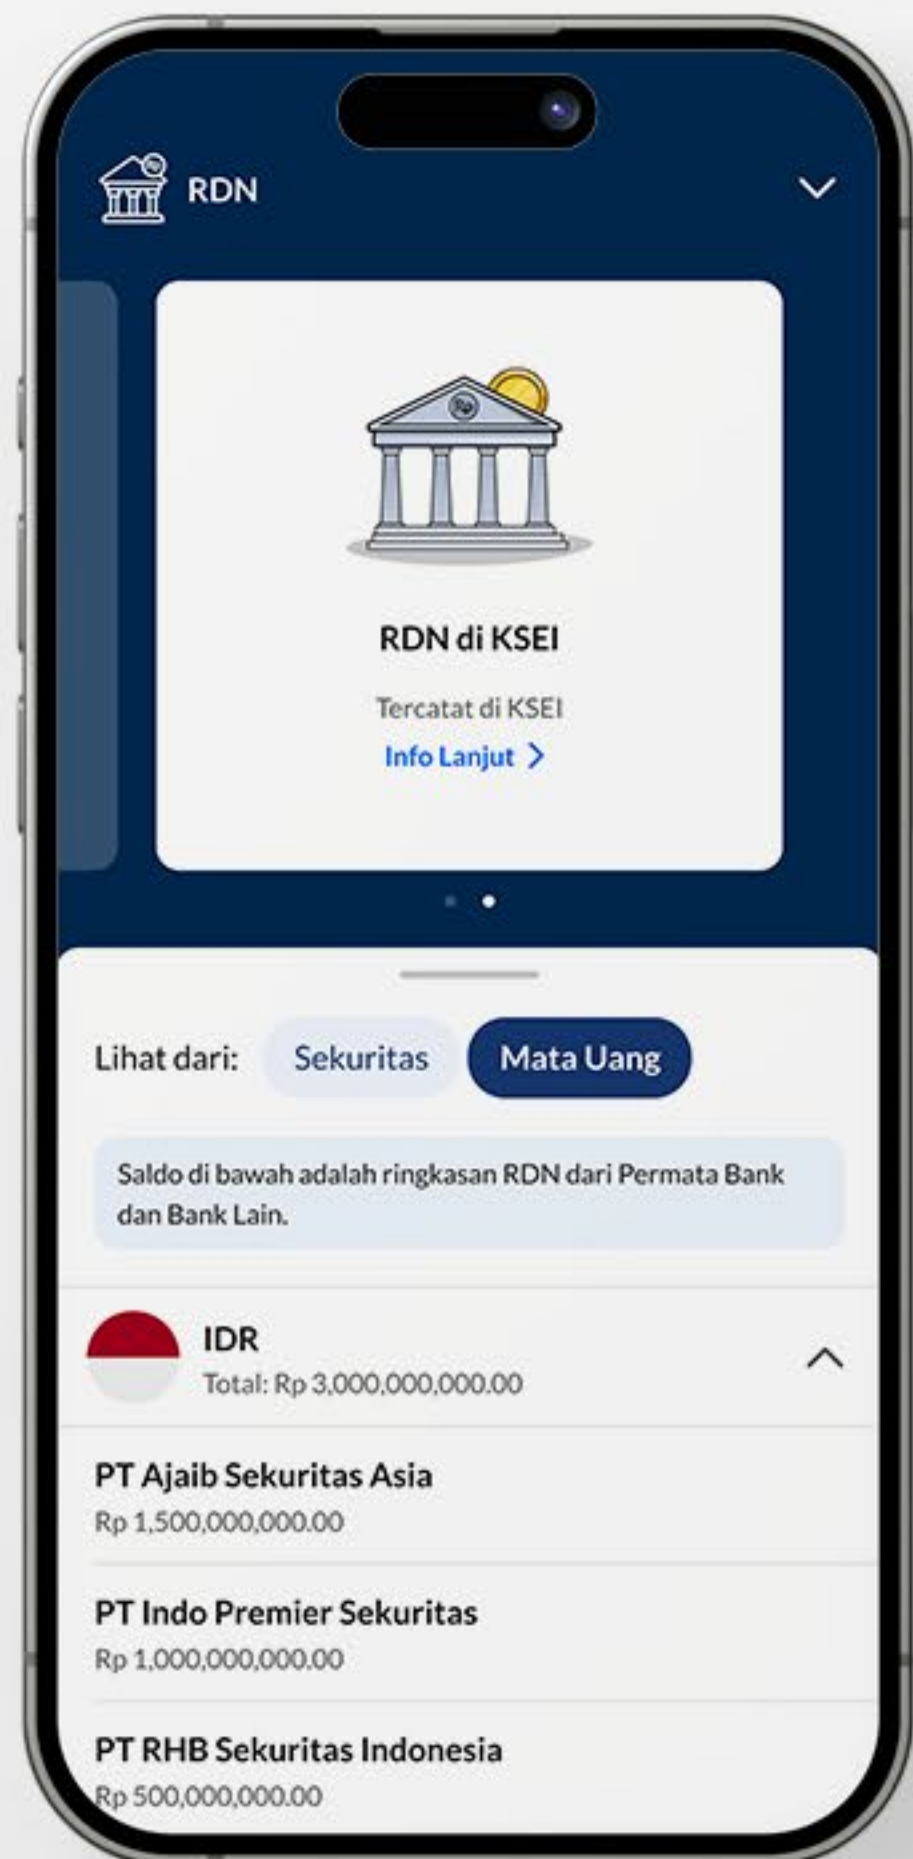 RDN
RDN di KSEI
Tercatat di KSEI
Info Lanjut
Lihat dari:
Sekuritas
Mata Uang
Saldo di bawah adalah ringkasan RDN dari Permata Bank
dan Bank Lain.
IDR
Total: Rp 3,000,000,000.00
PT Ajaib Sekuritas Asia
Rp 1,500,000,000.00
PT Indo Premier Sekuritas
Rp 1,000,000,000.00
PT RHB Sekuritas Indonesia
Rp 500,000,000.00